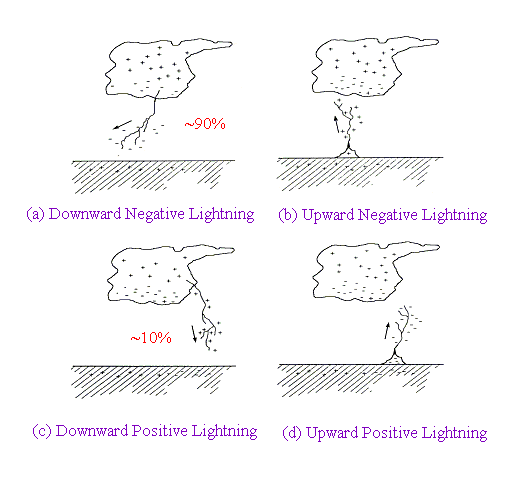 ~90%
(a) Downward Negative Lightning
(b) Upward Negative Lightning
~10%
(c) Downward Positive Lightning
(d) Upward Positive Lightning